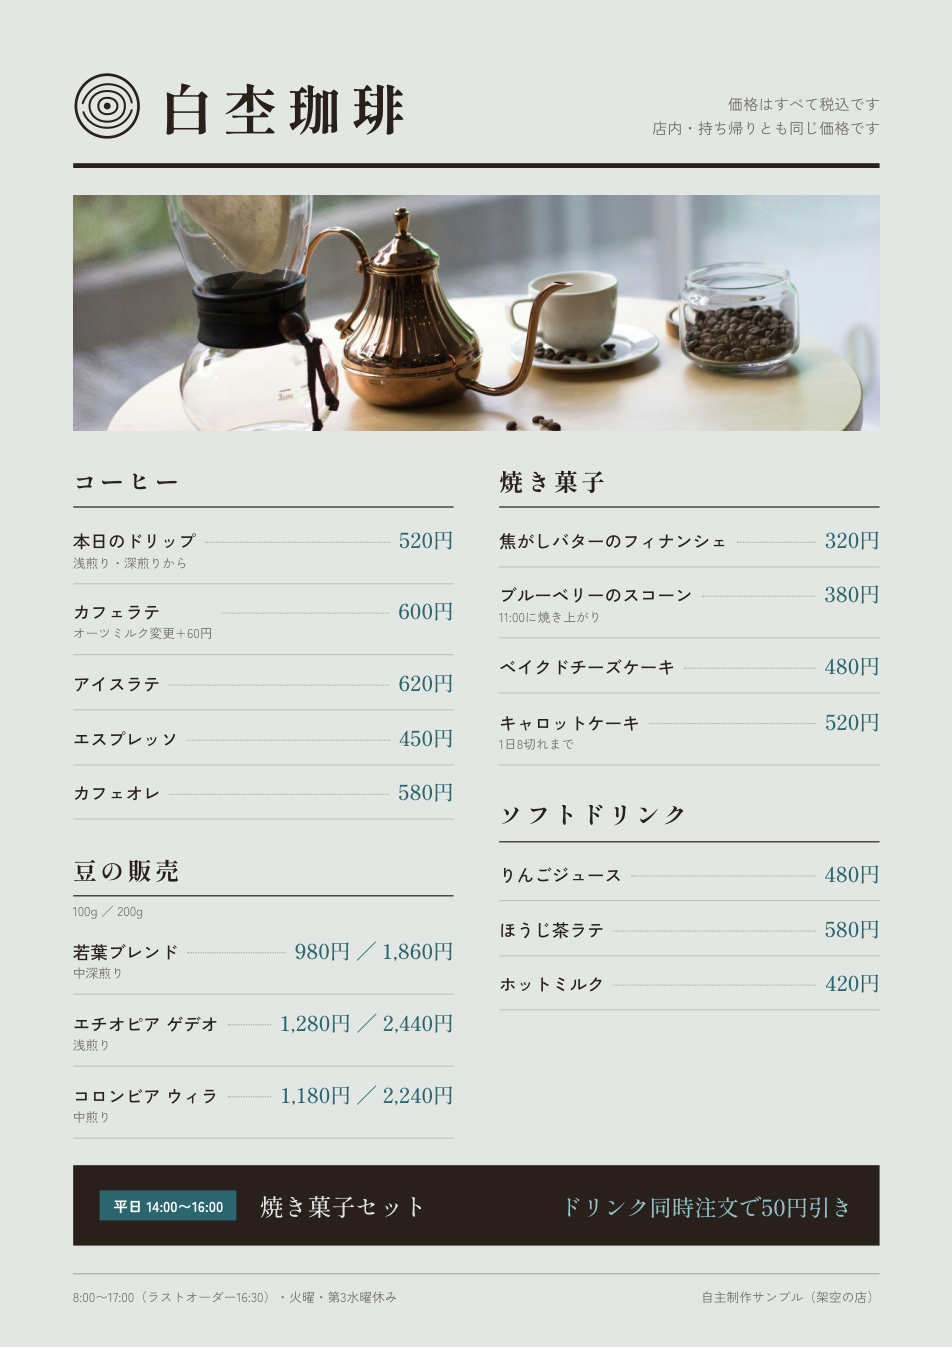 白杢珈琲
価格はすべて税込です
店内・持ち帰りとも同じ価格です
コーヒー
本日のドリップ 520円
浅煎り・深煎りから
カフェラテ 600円
オーツミルク変更＋60円
アイスラテ 620円
エスプレッソ 450円
カフェオレ 580円
豆の販売
100g ／ 200g
若葉ブレンド 980円 ／ 1,860円
中深煎り
エチオピア ゲデオ 1,280円 ／ 2,440円
浅煎り
コロンビア ウィラ 1,180円 ／ 2,240円
中煎り
焼き菓子
焦がしバターのフィナンシェ 320円
ブルーベリーのスコーン 380円
11:00に焼き上がり
ベイクドチーズケーキ 480円
キャロットケーキ 520円
1日8切れまで
ソフトドリンク
りんごジュース 480円
ほうじ茶ラテ 580円
ホットミルク 420円
平日 14:00〜16:00 焼き菓子セット ドリンク同時注文で50円引き
8:00〜17:00（ラストオーダー16:30）・火曜・第3水曜休み
自主制作サンプル（架空の店）